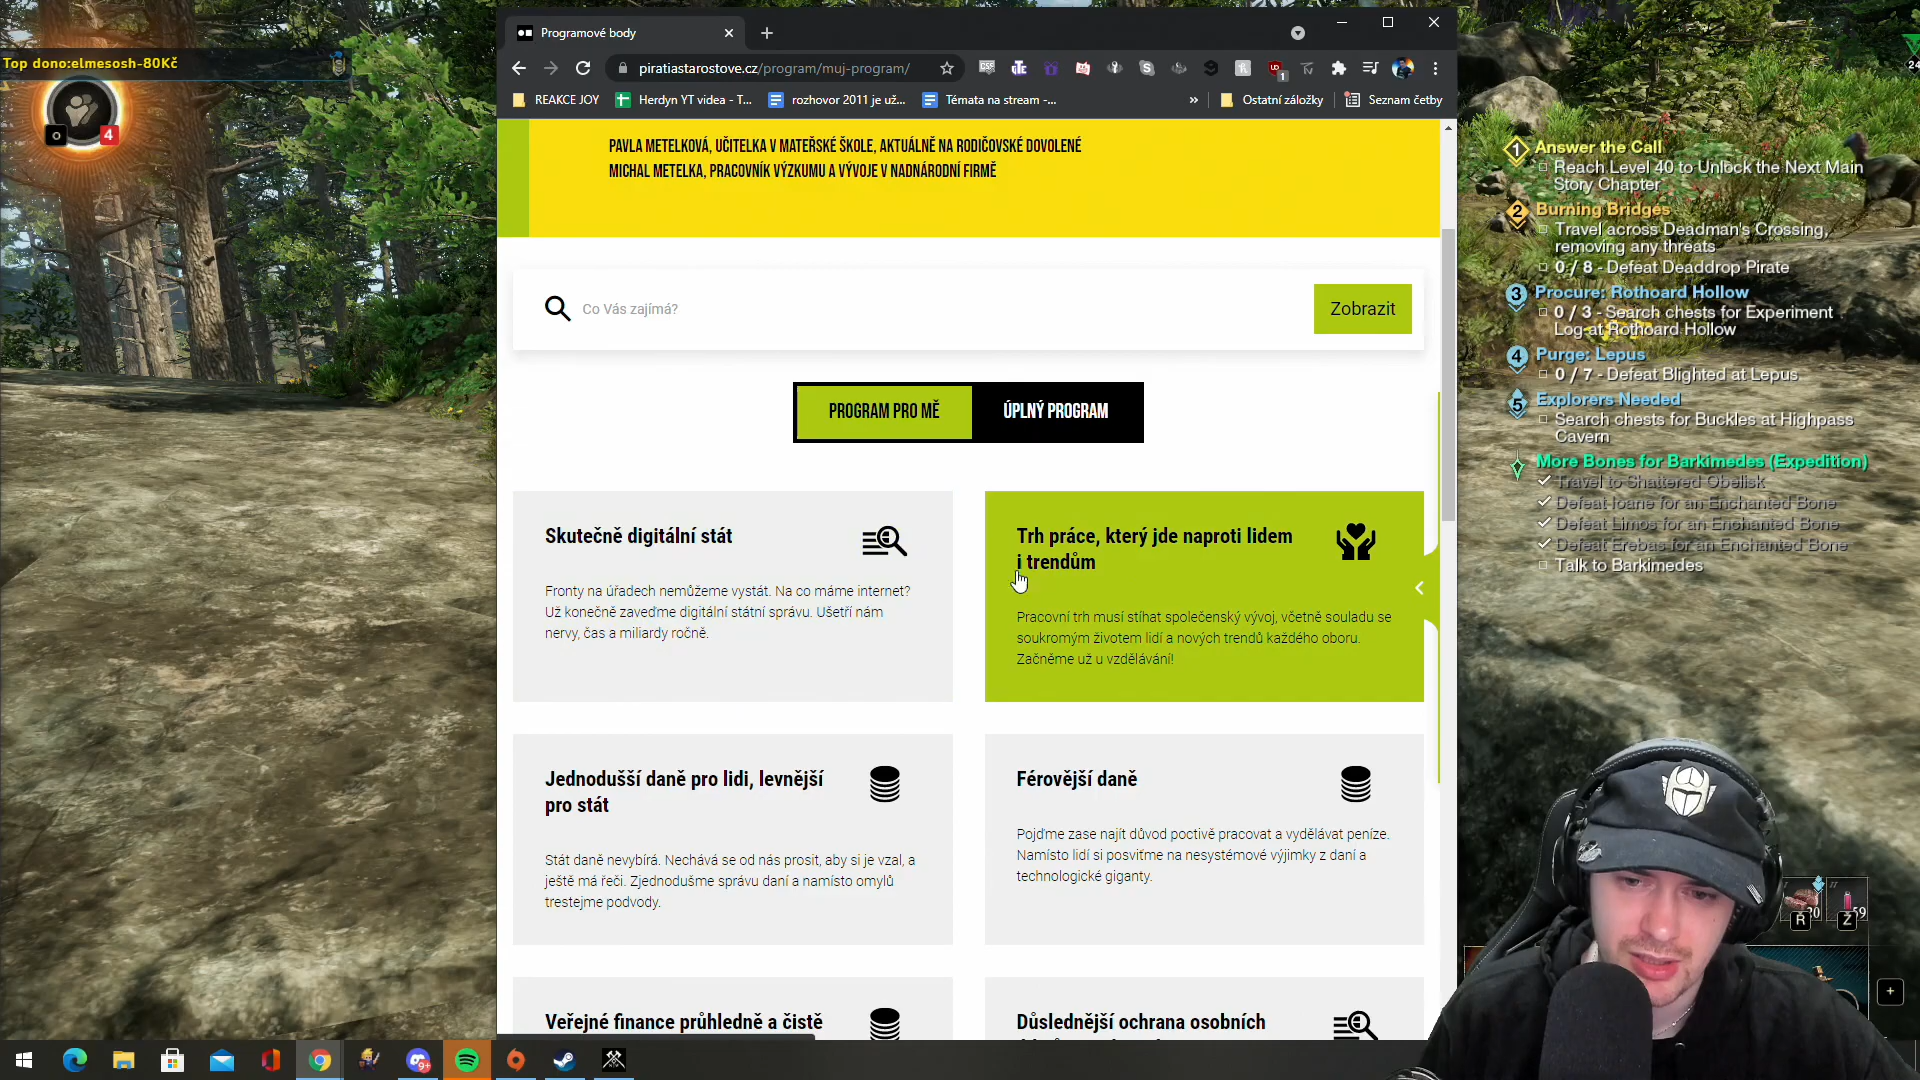 Top dono:elmesosh-80Kč
O
4
Programové body
piratiastarostove.cz/program/muj-program/
REAKCE JOY
Herdyn YT videa - T...
rozhovor 2011 je už...
Témata na stream -...
»
Ostatní záložky
Seznam četby
PAVLA METELKOVÁ, UČITELKA V MATEŘSKÉ ŠKOLE, AKTUÁLNĚ NA RODIČOVSKÉ DOVOLENÉ
MICHAL METELKA, PRACOVNÍK VÝZKUMU A VÝVOJE V NADNÁRODNÍ FIRMĚ
Co Vás zajímá?
Zobrazit
PROGRAM PRO MĚ
ÚPLNÝ PROGRAM
Skutečně digitální stát
Fronty na úřadech nemůžeme vystát. Na co máme internet?
Už konečně zaveďme digitální státní správu. Ušetří nám
nervy, čas a miliardy ročně.
Trh práce, který jde naproti lidem
i trendům
Pracovní trh musí stíhat společenský vývoj, včetně souladu se
soukromým životem lidí a nových trendů každého oboru.
Začněme už u vzdělávání!
Jednodušší daně pro lidi, levnější
pro stát
Stát daně nevybírá. Nechává se od nás prosit, aby si je vzal, a
ještě má řeči. Zjednodušme správu daní a namísto omylů
trestejme podvody.
Férovější daně
Pojďme zase najít důvod poctivě pracovat a vydělávat peníze.
Namísto lidí si posviťme na nesystémové výjimky z daní a
technologické giganty.
Veřejné finance průhledně a čistě
Důslednější ochrana osobních
24
1 Answer the Call
Reach Level 40 to Unlock the Next Main
Story Chapter
2 Burning Bridges
Travel across Deadman's Crossing,
removing any threats
0 / 8 - Defeat Deaddrop Pirate
3 Procure: Rothoard Hollow
0 / 3 - Search chests for Experiment
Log at Rothoard Hollow
4 Purge: Lepus
0 / 7 - Defeat Blighted at Lepus
5 Explorers Needed
Search chests for Buckles at Highpass
Cavern
More Bones for Barkimedes (Expedition)
Travel to Shattered Obelisk
Defeat Ioane for an Enchanted Bone
Defeat Limos for an Enchanted Bone
Defeat Erebas for an Enchanted Bone
Talk to Barkimedes
20
59
Ř
Ž
9+